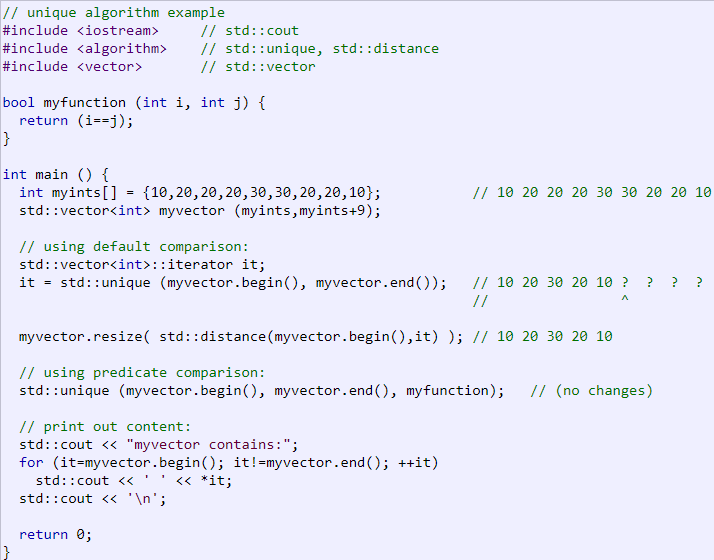 // unique algorithm example
#include <iostream>     // std::cout
#include <algorithm>    // std::unique, std::distance
#include <vector>       // std::vector

bool myfunction (int i, int j) {
  return (i==j);
}

int main () {
  int myints[] = {10,20,20,20,30,30,20,20,10};           // 10 20 20 20 30 30 20 20 10
  std::vector<int> myvector (myints,myints+9);

  // using default comparison:
  std::vector<int>::iterator it;
  it = std::unique (myvector.begin(), myvector.end());   // 10 20 30 20 10 ?  ?  ?  ?
                                                         //                ^

  myvector.resize( std::distance(myvector.begin(),it) ); // 10 20 30 20 10

  // using predicate comparison:
  std::unique (myvector.begin(), myvector.end(), myfunction);   // (no changes)

  // print out content:
  std::cout << "myvector contains:";
  for (it=myvector.begin(); it!=myvector.end(); ++it)
    std::cout << ' ' << *it;
  std::cout << '\n';

  return 0;
}